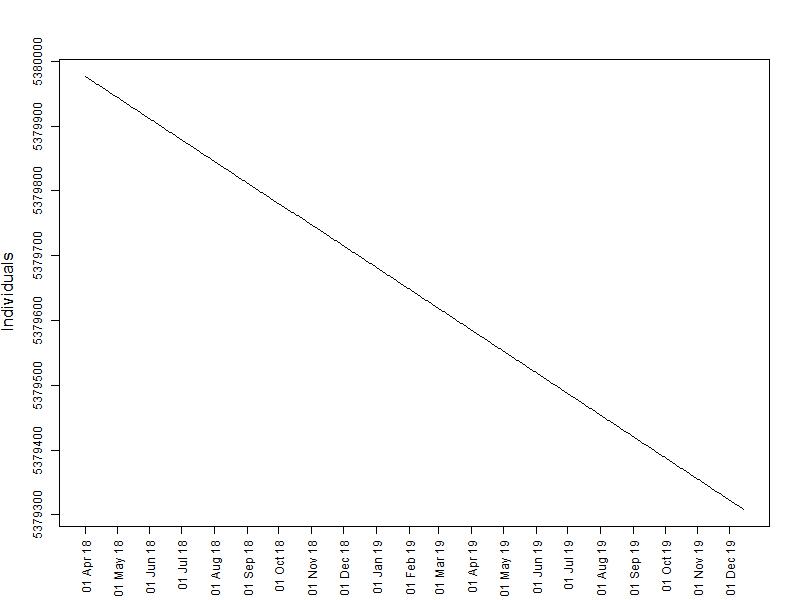 Individuals
5380000
5379900
5379800
5379700
5379600
5379500
5379400
5379300
01 Apr 18
01 May 18
01 Jun 18
01 Jul 18
01 Aug 18
01 Sep 18
01 Oct 18
01 Nov 18
01 Dec 18
01 Jan 19
01 Feb 19
01 Mar 19
01 Apr 19
01 May 19
01 Jun 19
01 Jul 19
01 Aug 19
01 Sep 19
01 Oct 19
01 Nov 19
01 Dec 19